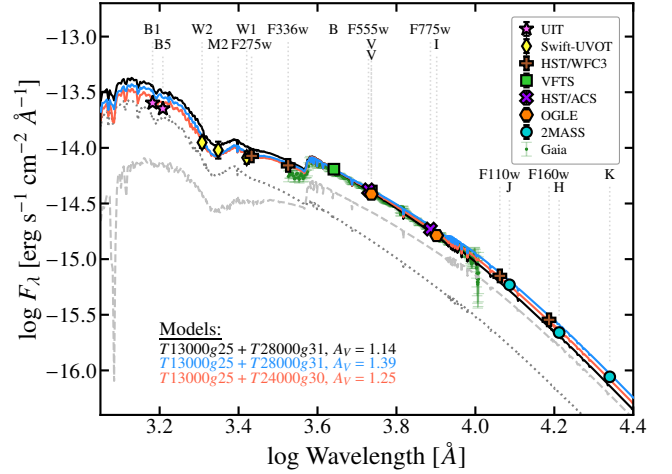 B1 W2 W1 F336w B F555w F775w
B5 M2 F275w V I
V
UIT
Swift-UVOT
HST/WFC3
VFTS
HST/ACS
OGLE
2MASS
Gaia
F110w F160w K
J H
−13.0
−13.5
−14.0
−14.5
−15.0
−15.5
−16.0
log F_λ [erg s⁻¹ cm⁻² Å⁻¹]
Models:
T13000g25 + T28000g31, A_V = 1.14
T13000g25 + T28000g31, A_V = 1.39
T13000g25 + T24000g30, A_V = 1.25
3.2 3.4 3.6 3.8 4.0 4.2 4.4
log Wavelength [Å]